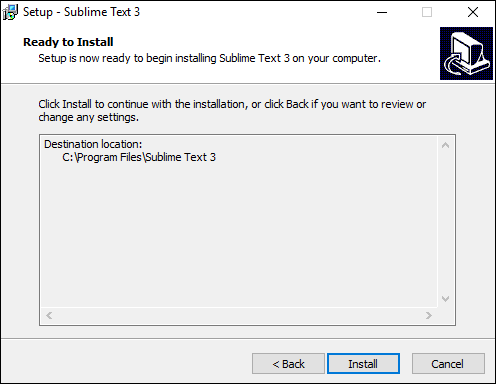 Setup - Sublime Text 3
Ready to Install
Setup is now ready to begin installing Sublime Text 3 on your computer.
Click Install to continue with the installation, or click Back if you want to review or
change any settings.
Destination location:
C:\Program Files\Sublime Text 3
< Back
Install
Cancel